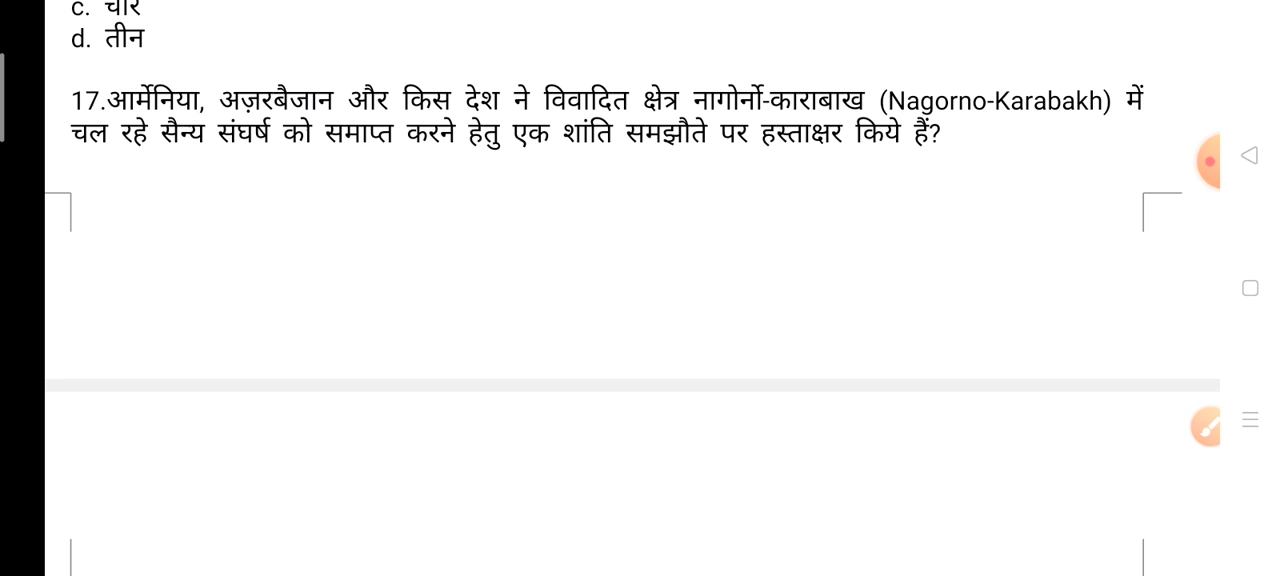 c. चार
d. तीन
17.आर्मेनिया, अज़रबैजान और किस देश ने विवादित क्षेत्र नागोर्नो-काराबाख (Nagorno-Karabakh) में
चल रहे सैन्य संघर्ष को समाप्त करने हेतु एक शांति समझौते पर हस्ताक्षर किये हैं?